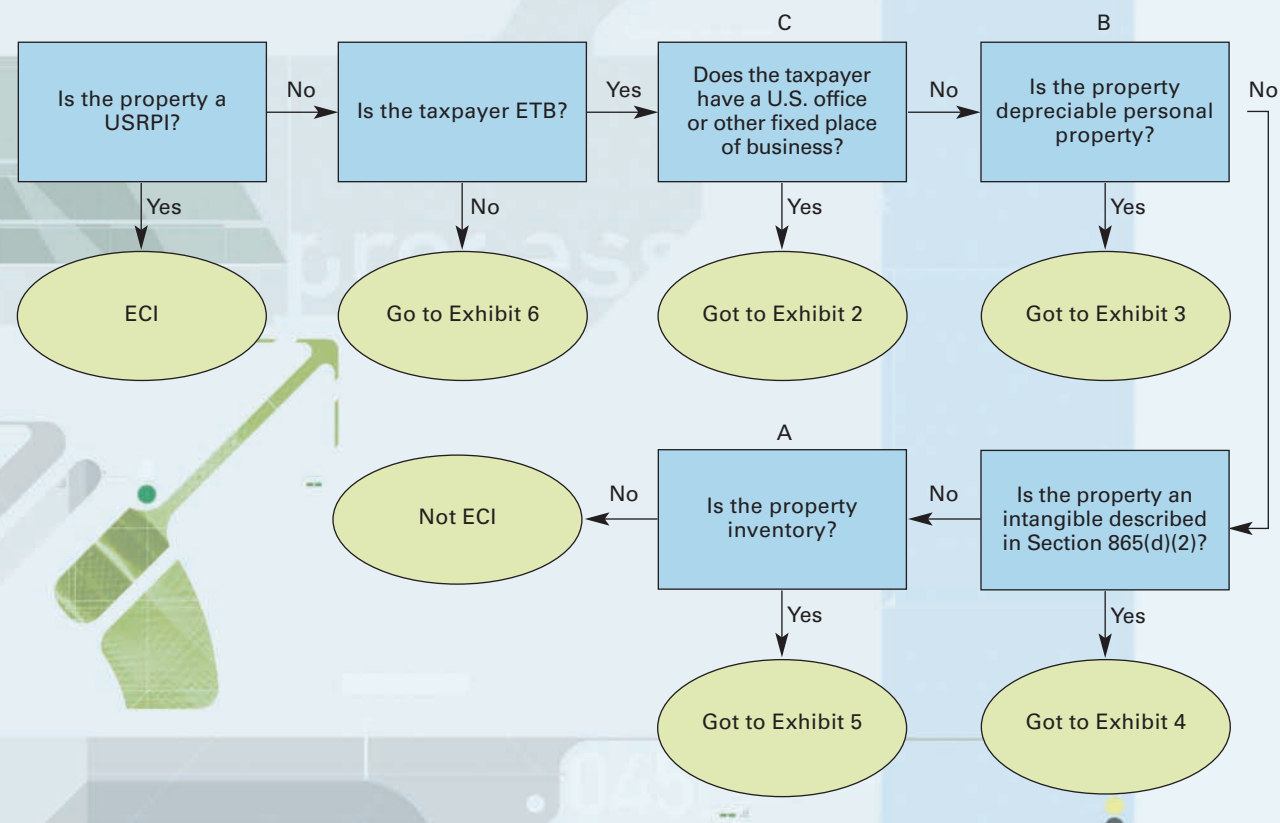 C
B
Is the property a
USRPI?
No
Is the taxpayer ETB?
Yes
Does the taxpayer
have a U.S. office
or other fixed place
of business?
No
Is the property
depreciable personal
property?
No
Yes
No
Yes
Yes
ECI
Go to Exhibit 6
Got to Exhibit 2
Got to Exhibit 3
process
A
Not ECI
No
Is the property
inventory?
No
Is the property an
intangible described
in Section 865(d)(2)?
Yes
Yes
Got to Exhibit 5
Got to Exhibit 4
045